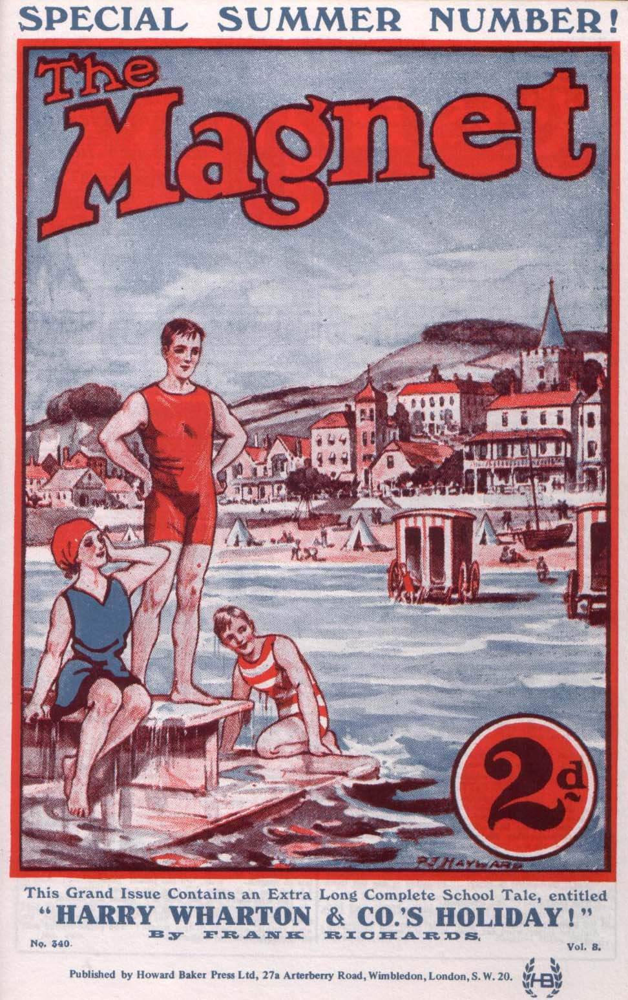 SPECIAL SUMMER NUMBER!
The
Magnet
2d
P.J. HAYWARD
This Grand Issue Contains an Extra Long Complete School Tale, entitled
"HARRY WHARTON & CO.'S HOLIDAY!"
By FRANK RICHARDS.
No. 340.
Vol. 8.
Published by Howard Baker Press Ltd, 27a Arterberry Road, Wimbledon, London, S. W. 20.
HB